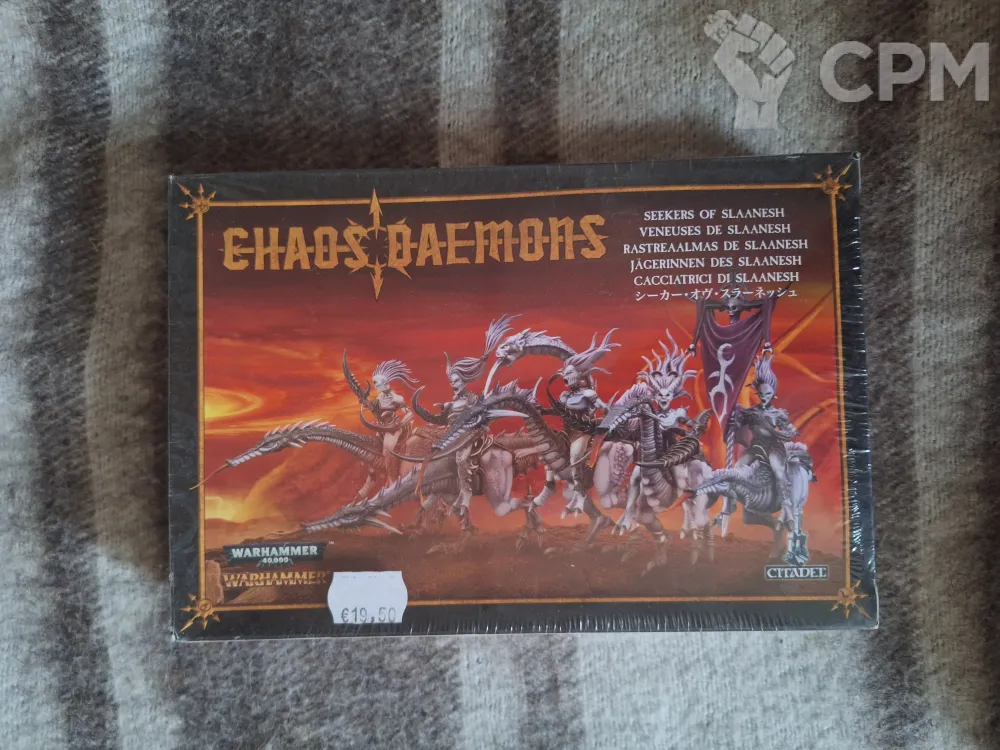 CPM
CHAOS DAEMONS
SEEKERS OF SLAANESH
VENEUSES DE SLAANESH
RASTREAALMAS DE SLAANESH
JÄGERINNEN DES SLAANESH
CACCIATRICI DI SLAANESH
シーカー・オヴ・スラーネッシュ
WARHAMMER™
40,000
WARHAMMER
€19,50
CITADEL